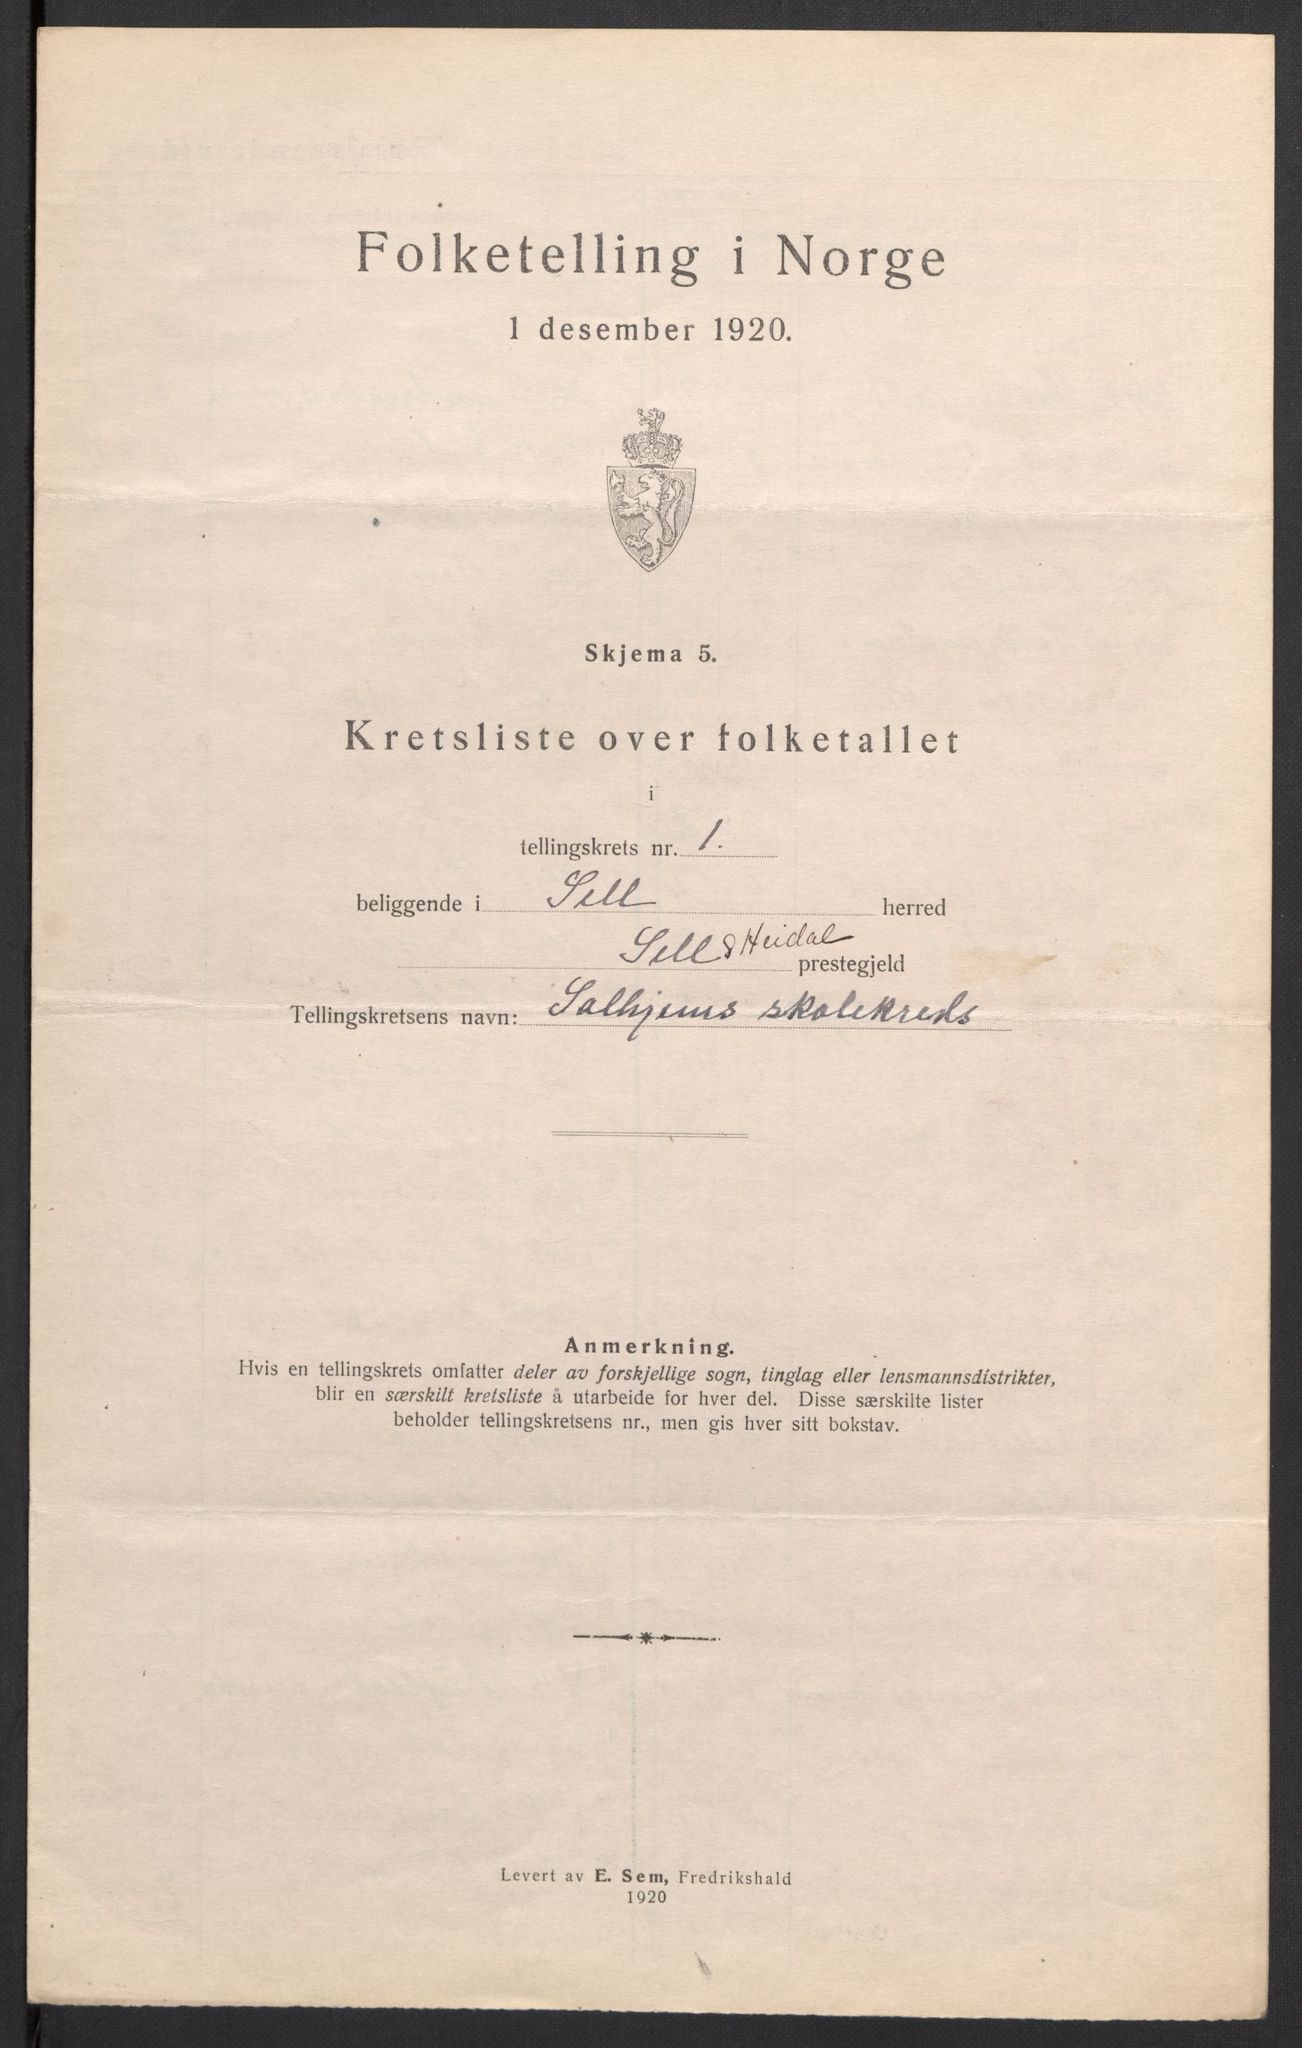 Folketelling i Norge
1 desember 1920.
Skjema 5.
Kretsliste over folketallet
i
tellingskrets nr. 1.
beliggende i Sell herred
Sell & Heidal prestegjeld
Tellingskretsens navn: Solhjems skolekreds
Anmerkning.
Hvis en tellingskrets omfatter deler av forskjellige sogn, tinglag eller lensmannsdistrikter,
blir en særskilt kretsliste å utarbeide for hver del. Disse særskilte lister
beholder tellingskretsens nr., men gis hver sitt bokstav.
Levert av E. Sem, Fredrikshald
1920